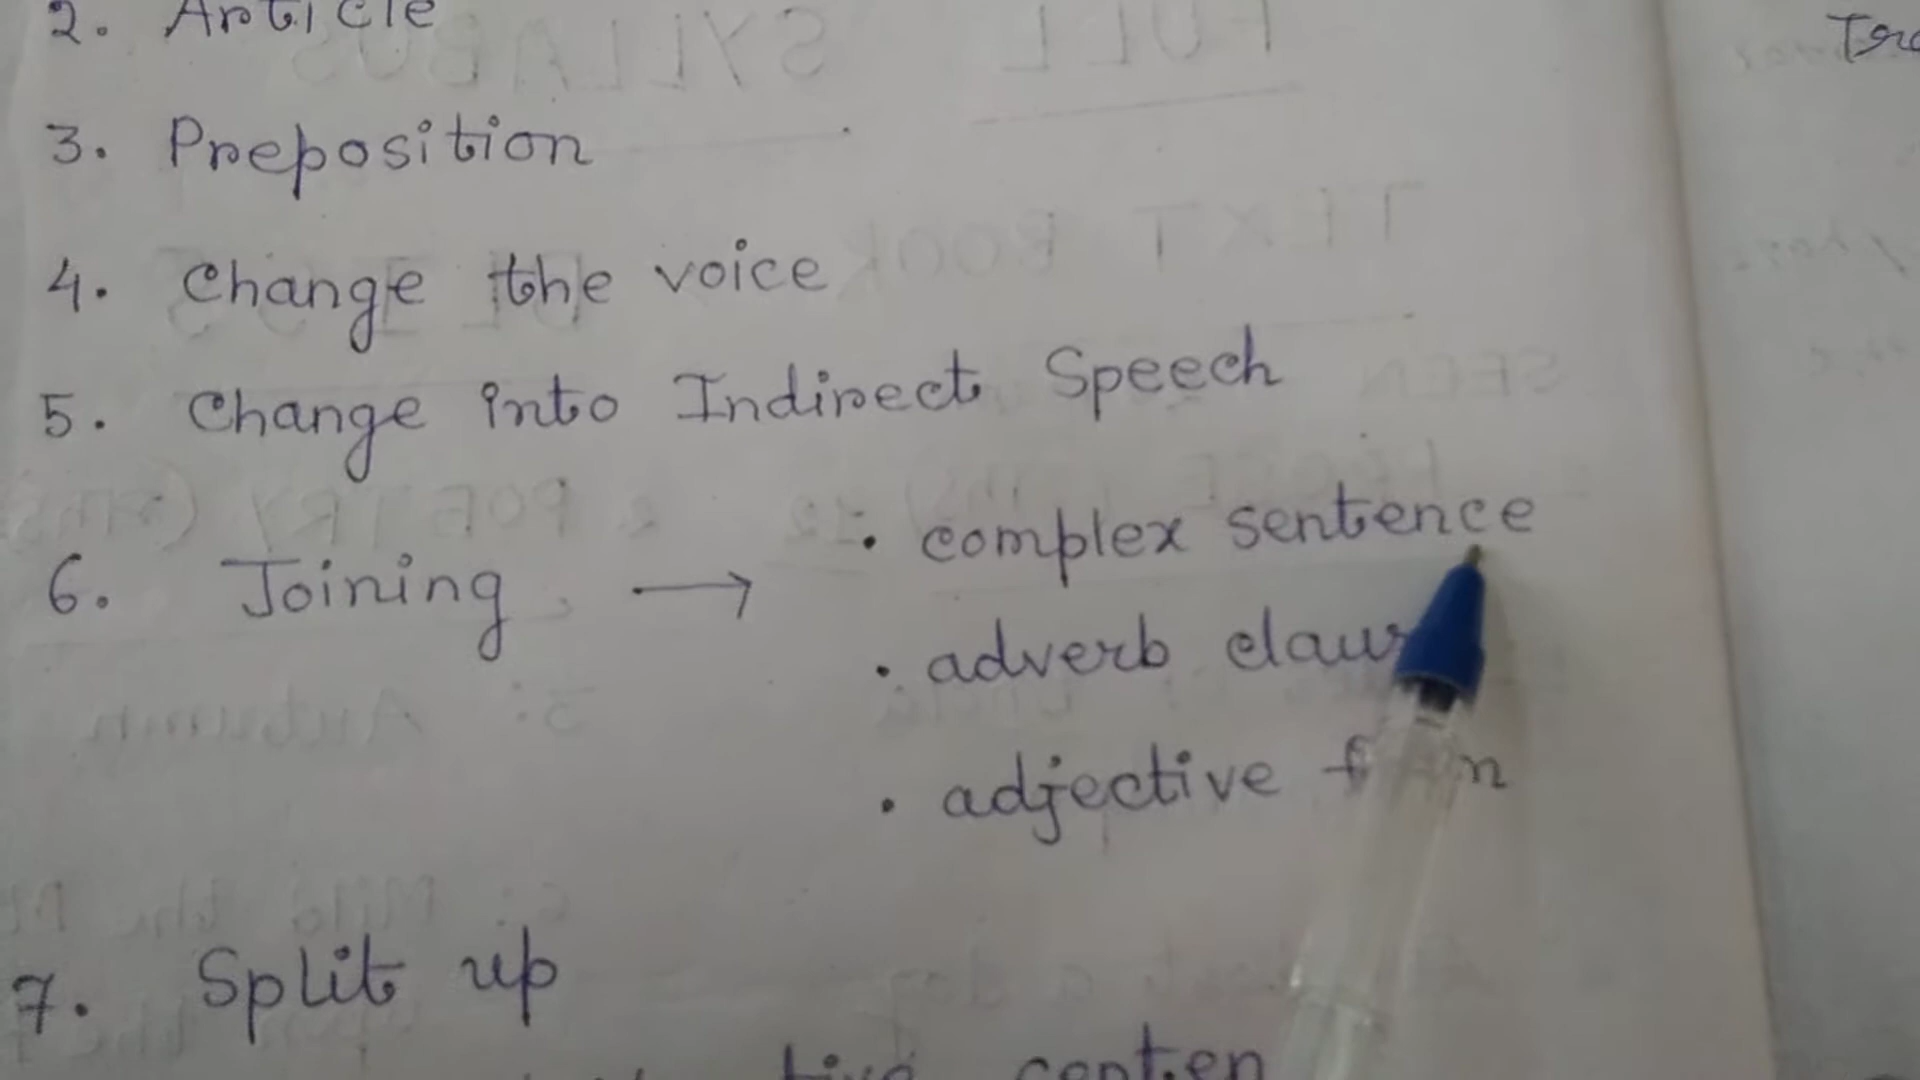 2. Article
3. Preposition
4. Change the voice
5. Change into Indirect Speech
6. Joining →
• complex sentence
• adverb
• adjective
7. Split up